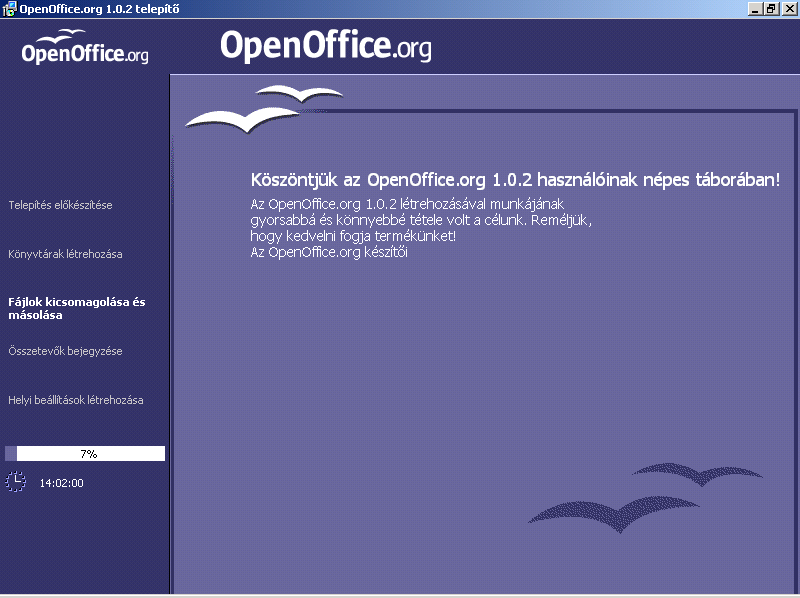 OpenOffice.org 1.0.2 telepítő
OpenOffice.org
OpenOffice.org
Telepítés előkészítése
Könyvtárak létrehozása
Fájlok kicsomagolása és
másolása
Összetevők bejegyzése
Helyi beállítások létrehozása
7%
14:02:00
Köszöntjük az OpenOffice.org 1.0.2 használóinak népes táborában!
Az OpenOffice.org 1.0.2 létrehozásával munkájának
gyorsabbá és könnyebbé tétele volt a célunk. Reméljük,
hogy kedvelni fogja termékünket!
Az OpenOffice.org készítői